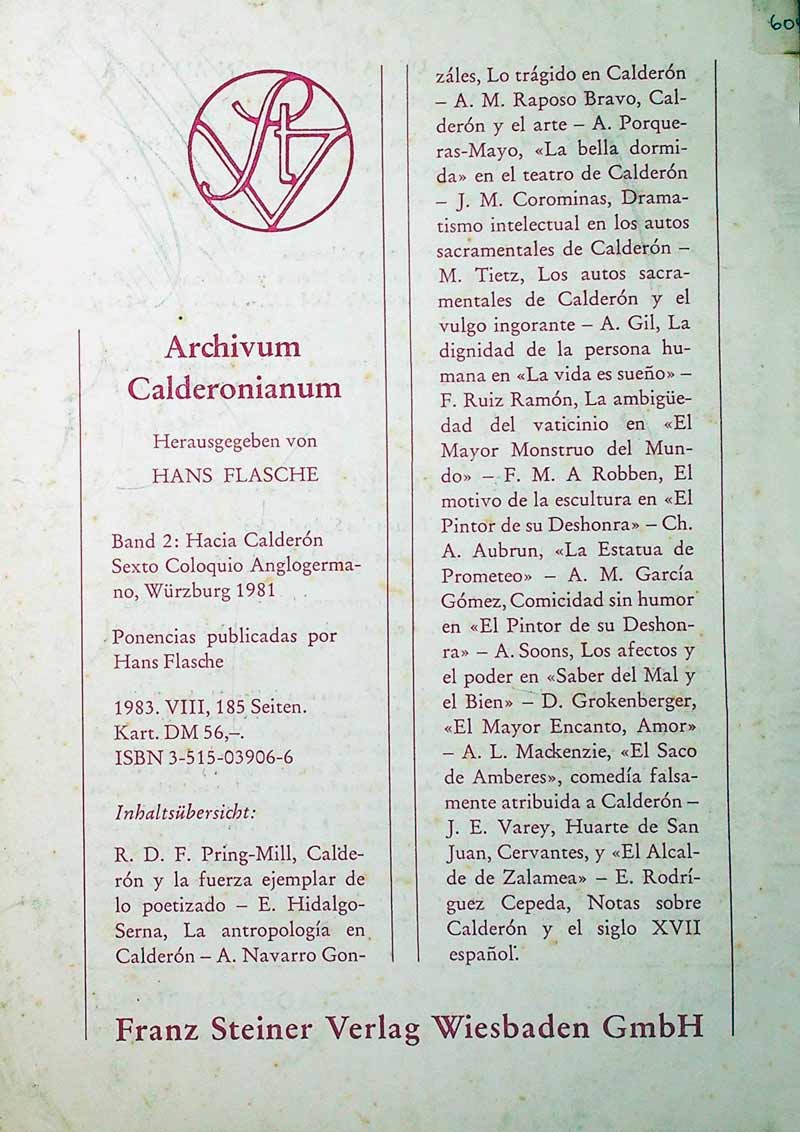 StV
Archivum
Calderonianum
Herausgegeben von
HANS FLASCHE
Band 2: Hacia Calderón
Sexto Coloquio Anglogerma-
no, Würzburg 1981
Ponencias publicadas por
Hans Flasche
1983. VIII, 185 Seiten.
Kart. DM 56,–.
ISBN 3-515-03906-6
Inhaltsübersicht:
R. D. F. Pring-Mill, Calde-
rón y la fuerza ejemplar de
lo poetizado – E. Hidalgo-
Serna, La antropología en
Calderón – A. Navarro Gon-
záles, Lo trágido en Calderón
– A. M. Raposo Bravo, Cal-
derón y el arte – A. Porque-
ras-Mayo, «La bella dormi-
da» en el teatro de Calderón
– J. M. Corominas, Drama-
tismo intelectual en los autos
sacramentales de Calderón –
M. Tietz, Los autos sacra-
mentales de Calderón y el
vulgo ingorante – A. Gil, La
dignidad de la persona hu-
mana en «La vida es sueño» –
F. Ruiz Ramón, La ambigüe-
dad del vaticinio en «El
Mayor Monstruo del Mun-
do» – F. M. A Robben, El
motivo de la escultura en «El
Pintor de su Deshonra» – Ch.
A. Aubrun, «La Estatua de
Prometeo» – A. M. García
Gómez, Comicidad sin humor
en «El Pintor de su Deshon-
ra» – A. Soons, Los afectos y
el poder en «Saber del Mal y
el Bien» – D. Grokenberger,
«El Mayor Encanto, Amor»
– A. L. Mackenzie, «El Saco
de Amberes», comedía falsa-
mente atribuida a Calderón –
J. E. Varey, Huarte de San
Juan, Cervantes, y «El Alcal-
de de Zalamea» – E. Rodrí-
guez Cepeda, Notas sobre
Calderón y el siglo XVII
español.
Franz Steiner Verlag Wiesbaden GmbH